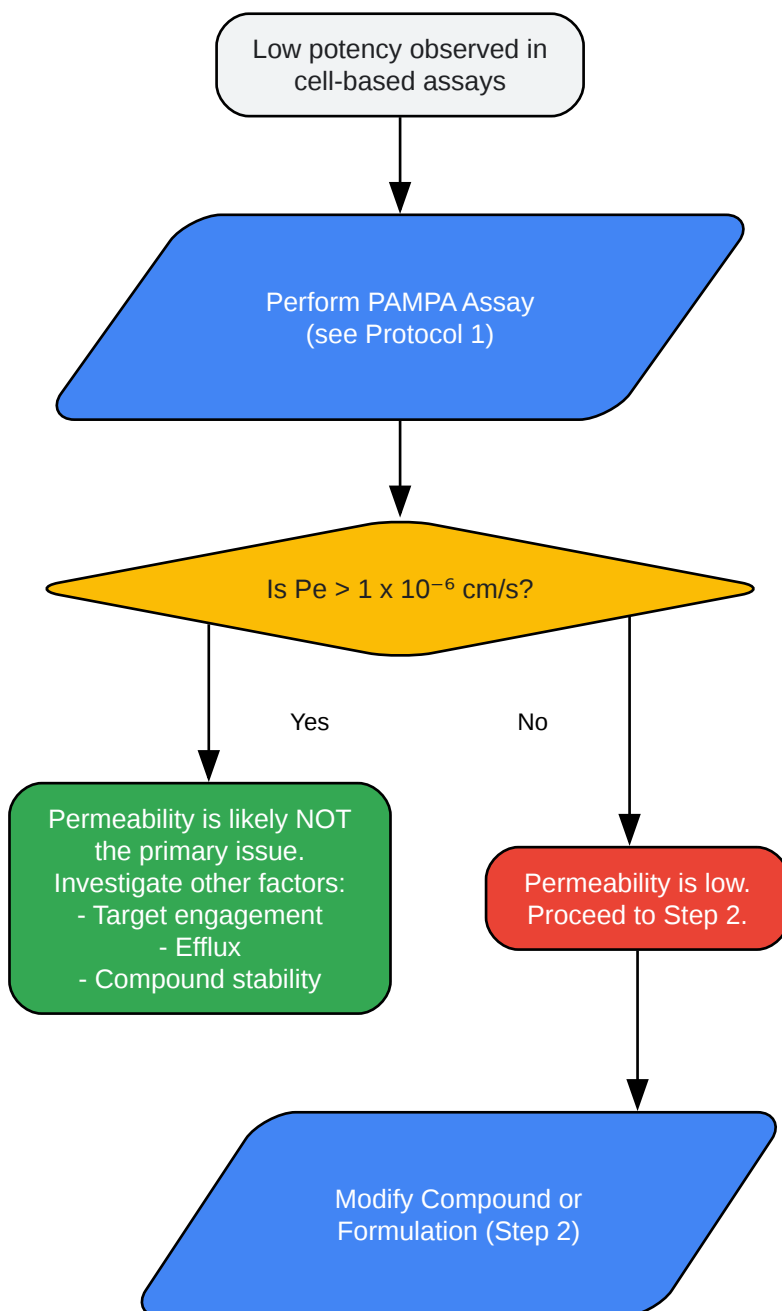 Low potency observed in
cell-based assays
Perform PAMPA Assay
(see Protocol 1)
Is Pe > 1 x 10⁻⁶ cm/s?
Yes
No
Permeability is likely NOT
the primary issue.
Investigate other factors:
- Target engagement
- Efflux
- Compound stability
Permeability is low.
Proceed to Step 2.
Modify Compound or
Formulation (Step 2)